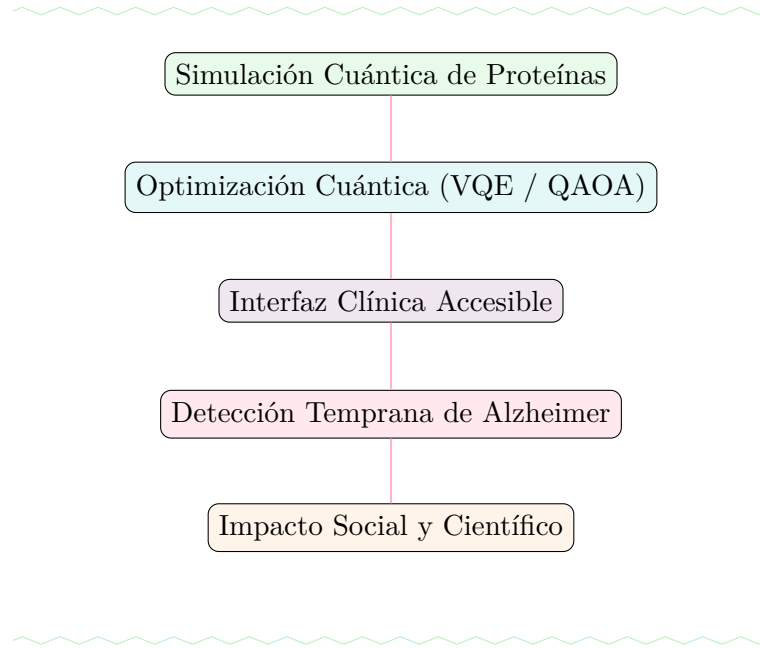 Simulación Cuántica de Proteínas
Optimización Cuántica (VQE / QAOA)
Interfaz Clínica Accesible
Detección Temprana de Alzheimer
Impacto Social y Científico